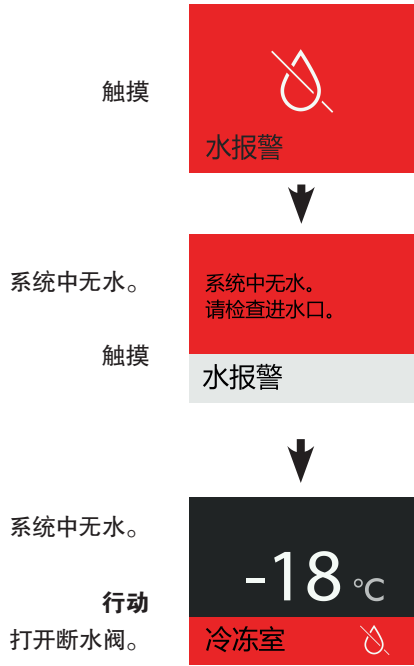 触摸
水报警
系统中无水。
系统中无水。
请检查进水口。
触摸
水报警
系统中无水。
-18 °C
行动
打开断水阀。
冷冻室